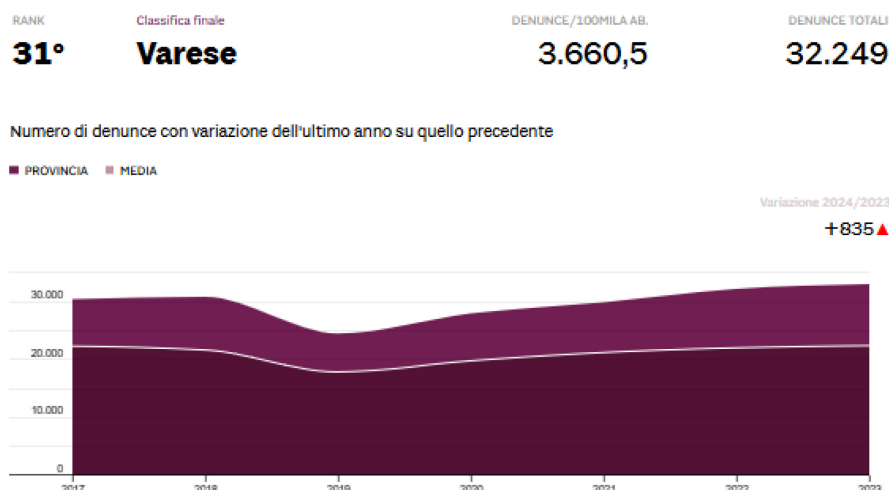 RANK Classifica finale DENUNCE/100MILA AB. DENUNCE TOTALI
31° Varese 3.660,5 32.249
Numero di denunce con variazione dell'ultimo anno su quello precedente
PROVINCIA MEDIA
Variazione 2024/2023
+835
30.000
20.000
10.000
0
2017 2018 2019 2020 2021 2022 2023